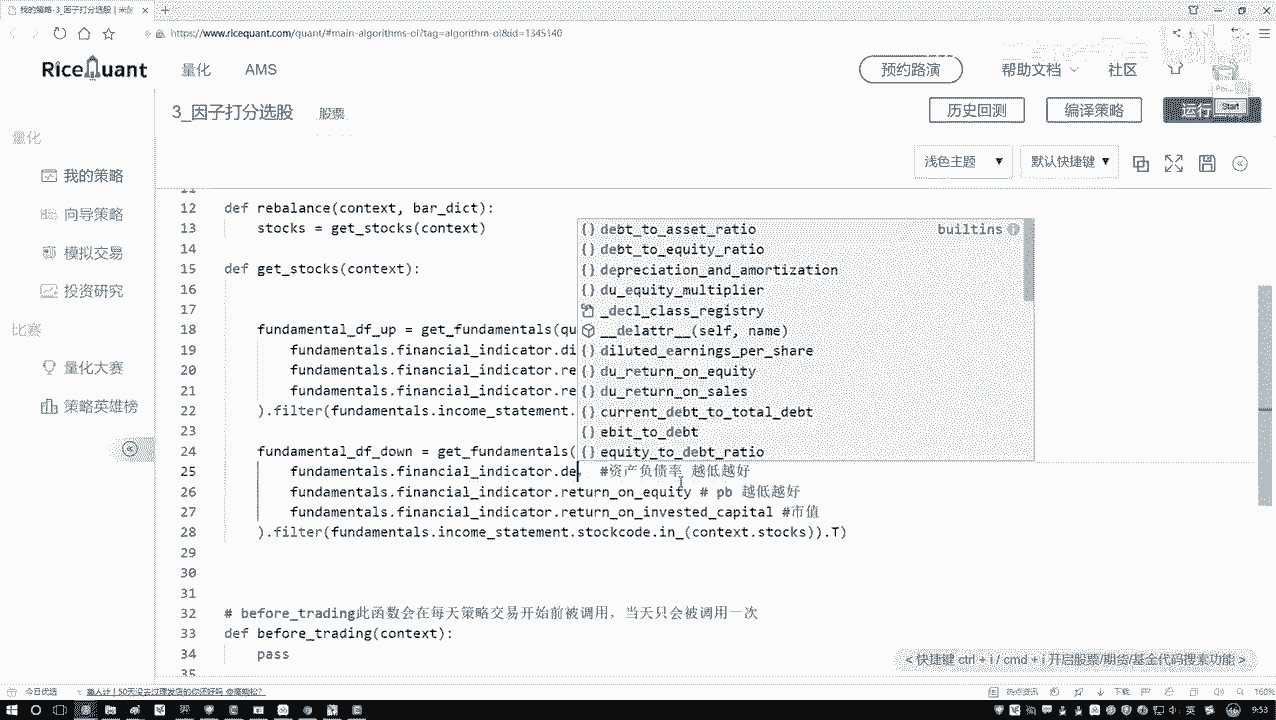 我的策略-3_因子打分选股 | 米
https://www.ricequant.com/quant/#main-algorithms-ol?tag=algorithm-ol&id=1345140
RiceQuant 量化 AMS 预约路演 帮助文档 社区
3_因子打分选股 股票 历史回测 编译策略 运行 Start
量化
浅色主题 默认快捷键
我的策略
向导策略
模拟交易
投资研究
比赛
量化大赛
策略英雄榜
12 def rebalance(context, bar_dict):
13 stocks = get_stocks(context)
14
15 def get_stocks(context):
16
17
18 fundamental_df_up = get_fundamentals(qu
19 fundamentals.financial_indicator.di
20 fundamentals.financial_indicator.re
21 fundamentals.financial_indicator.re
22 ).filter(fundamentals.income_statement.
23
24 fundamental_df_down = get_fundamentals(
25 fundamentals.financial_indicator.de, #资产负债率 越低越好
26 fundamentals.financial_indicator.return_on_equity # pb 越低越好
27 fundamentals.financial_indicator.return_on_invested_capital #市值
28 ).filter(fundamentals.income_statement.stockcode.in_(context.stocks)).T)
29
30
31
32 # before_trading此函数会在每天策略交易开始前被调用，当天只会被调用一次
33 def before_trading(context):
34 pass
35
{} debt_to_asset_ratio builtins
{} debt_to_equity_ratio
{} depreciation_and_amortization
{} du_equity_multiplier
_decl_class_registry
__delattr__(self, name)
{} diluted_earnings_per_share
{} du_return_on_equity
{} du_return_on_sales
{} current_debt_to_total_debt
{} ebit_to_debt
{} equity_to_debt_ratio
< 快捷键 ctrl + i / cmd + i 开启股票/期货/基金代码搜索功能 >
今日优选
热点资讯 下载 160%
英 9:53